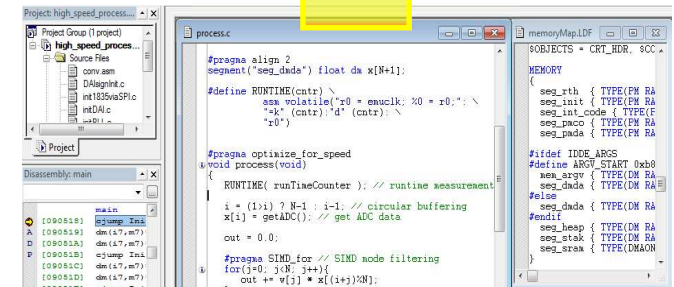 Project: high_speed_process....
Project Group (1 project)
high_speed_proces...
Source Files
conv.asm
DAIsignInit.c
init1835viaSPI.c
initDAI.c
Project
Disassembly: main
main
[090518] cjump Ini
A [090519] dm(i7,m7)
D [09051A] dm(i7,m7)
P [09051B] cjump Ini
[09051C] dm(i7,m7)
[09051D] dm(i7,m7)
process.c
#pragma align 2
segment("seg_dmda") float dm x[N+1];
#define RUNTIME(cntr) \
asm volatile("r0 = emuclk; %0 = r0;": \
"=k" (cntr):"d" (cntr): \
"r0")
#pragma optimize_for_speed
void process(void)
{
RUNTIME( runTimeCounter ); // runtime measurement
i = (1>i) ? N-1 : i-1; // circular buffering
x[i] = getADC(); // get ADC data
out = 0.0;
#pragma SIMD_for // SIMD mode filtering
for(j=0; j<N; j++){
out += v[j] * x[(i+j)%N];
memoryMap.LDF
$OBJECTS = CRT_HDR, $CC
MEMORY
{
seg_rth { TYPE(PM RA
seg_init { TYPE(PM RA
seg_int_code { TYPE(F
seg_pmco { TYPE(PM RA
seg_pmda { TYPE(PM RA
#ifdef IDDE_ARGS
#define ARGV_START 0xb8
mem_argv { TYPE(DM RA
seg_dmda { TYPE(DM RA
#else
seg_dmda { TYPE(DM RA
#endif
seg_heap { TYPE(DM RA
seg_stak { TYPE(DM RA
seg_sram { TYPE(DMAON
}